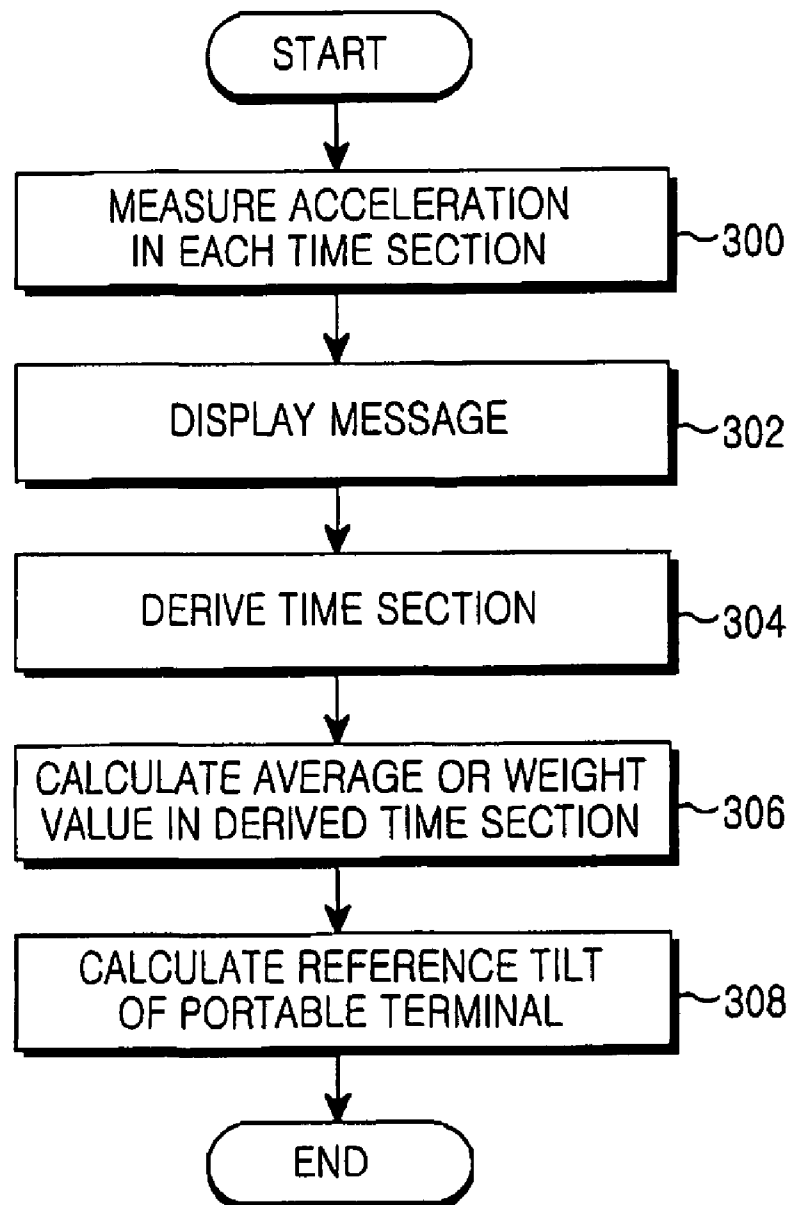 START
MEASURE ACCELERATION
IN EACH TIME SECTION
300
DISPLAY MESSAGE
302
DERIVE TIME SECTION
304
CALCULATE AVERAGE OR WEIGHT
VALUE IN DERIVED TIME SECTION
306
CALCULATE REFERENCE TILT
OF PORTABLE TERMINAL
308
END